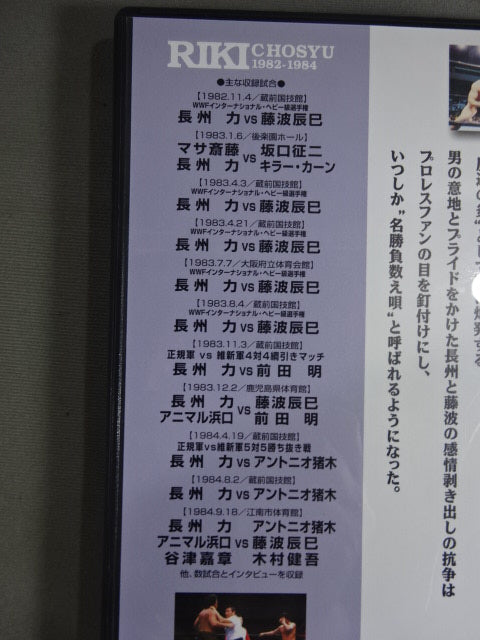 RIKI CHOSYU
1982-1984
●主な収録試合●
【1982.11.4／蔵前国技館】
WWFインターナショナル・ヘビー級選手権
長州 力 VS 藤波辰巳
【1983.1.6／後楽園ホール】
マサ斎藤 坂口征二
VS
長州 力 キラー・カーン
【1983.4.3／蔵前国技館】
WWFインターナショナル・ヘビー級選手権
長州 力 VS 藤波辰巳
【1983.4.21／蔵前国技館】
WWFインターナショナル・ヘビー級選手権
長州 力 VS 藤波辰巳
【1983.7.7／大阪府立体育会館】
WWFインターナショナル・ヘビー級選手権
長州 力 VS 藤波辰巳
【1983.8.4／蔵前国技館】
WWFインターナショナル・ヘビー級選手権
長州 力 VS 藤波辰巳
【1983.11.3／蔵前国技館】
正規軍 vs 維新軍4対4綱引きマッチ
長州 力 VS 前田 明
【1983.12.2／鹿児島県体育館】
長州 力 藤波辰巳
VS
アニマル浜口 前田 明
【1984.4.19／蔵前国技館】
正規軍vs維新軍5対5勝ち抜き戦
長州 力 VS アントニオ猪木
【1984.8.2／蔵前国技館】
長州 力 VS アントニオ猪木
【1984.9.18／江南市体育館】
長州 力 アントニオ猪木
アニマル浜口 VS 藤波辰巳
谷津嘉章 木村健吾
他、数試合とインタビューを収録
男の意地とプライドをかけた長州と藤波の感情剥き出しの抗争は
プロレスファンの目を釘付けにし、
いつしか"名勝負数え唄"と呼ばれるようになった。